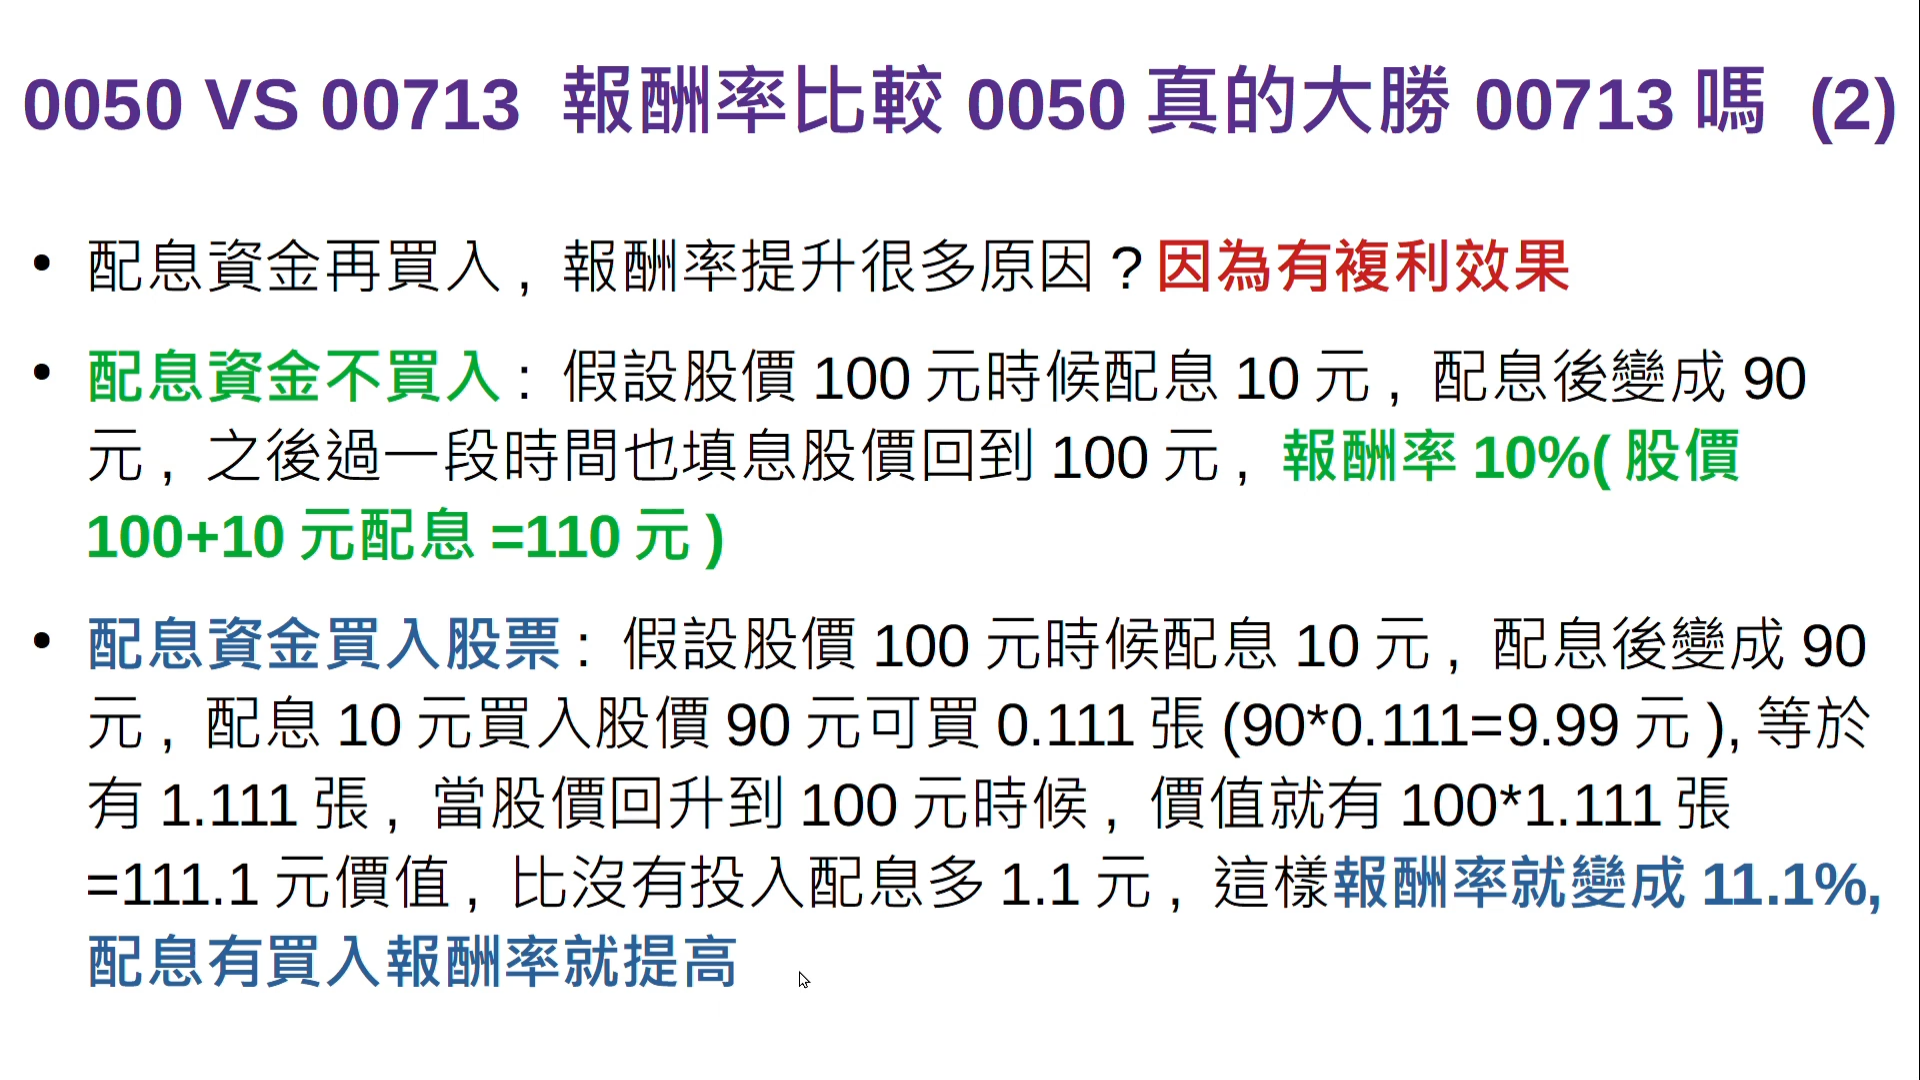 0050 VS 00713 報酬率比較 0050 真的大勝 00713 嗎 (2)
• 配息資金再買入，報酬率提升很多原因？因為有複利效果
• 配息資金不買入：假設股價 100 元時候配息 10 元，配息後變成 90
元，之後過一段時間也填息股價回到 100 元，報酬率 10%( 股價
100+10 元配息 =110 元 )
• 配息資金買入股票：假設股價 100 元時候配息 10 元，配息後變成 90
元，配息 10 元買入股價 90 元可買 0.111 張 (90*0.111=9.99 元 ), 等於
有 1.111 張，當股價回升到 100 元時候，價值就有 100*1.111 張
=111.1 元價值，比沒有投入配息多 1.1 元，這樣報酬率就變成 11.1%,
配息有買入報酬率就提高